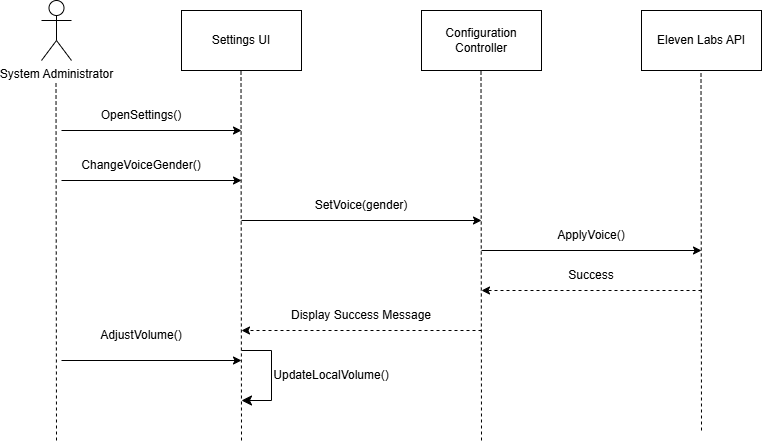 Settings UI
Configuration
Controller
Eleven Labs API
System Administrator
OpenSettings()
ChangeVoiceGender()
SetVoice(gender)
ApplyVoice()
Success
Display Success Message
AdjustVolume()
UpdateLocalVolume()